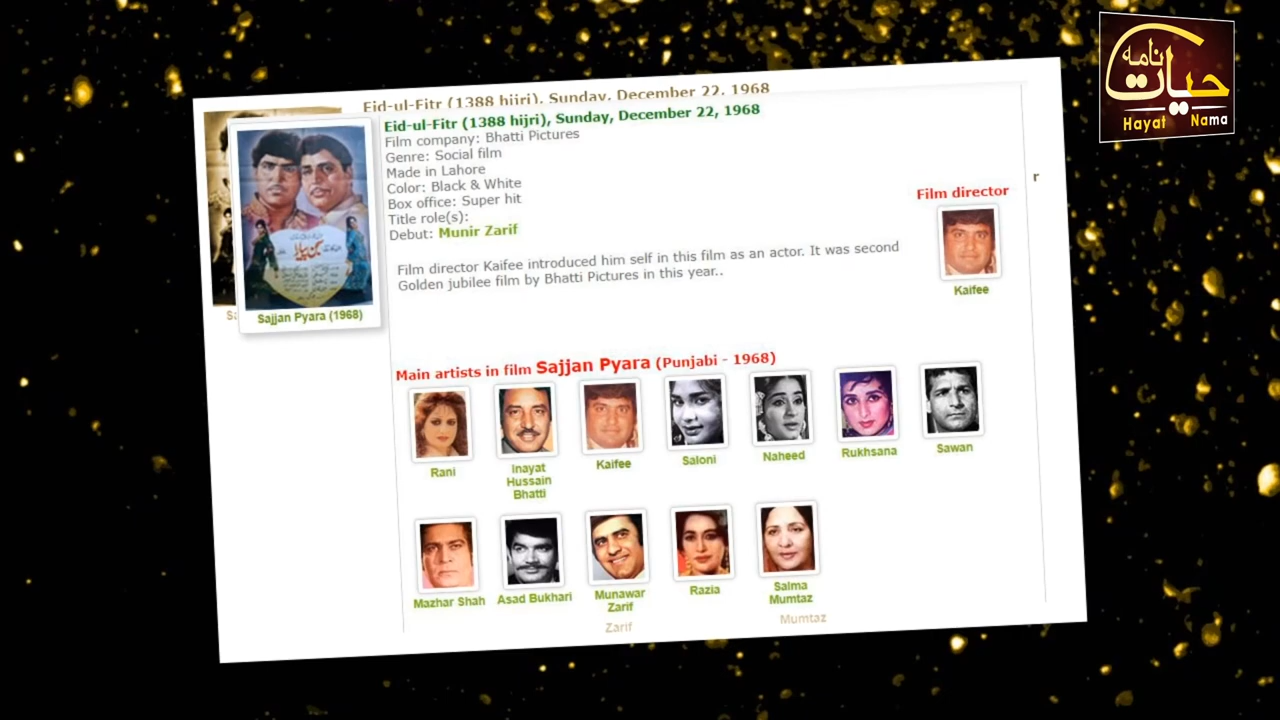 حیات نامہ
Hayat Nama
Eid-ul-Fitr (1388 hijri), Sunday, December 22, 1968
Eid-ul-Fitr (1388 hijri), Sunday, December 22, 1968
Film company: Bhatti Pictures
Genre: Social film
Made in Lahore
Color: Black & White
Box office: Super hit
Title role(s):
Debut: Munir Zarif
Film director Kaifee introduced him self in this film as an actor. It was second
Golden jubilee film by Bhatti Pictures in this year..
Sajjan Pyara (1968)
Film director
Kaifee
Main artists in film Sajjan Pyara (Punjabi - 1968)
Rani
Inayat
Hussain
Bhatti
Kaifee
Saloni
Naheed
Rukhsana
Sawan
Mazhar Shah
Asad Bukhari
Munawar
Zarif
Razia
Salma
Mumtaz
Zarif
Mumtaz